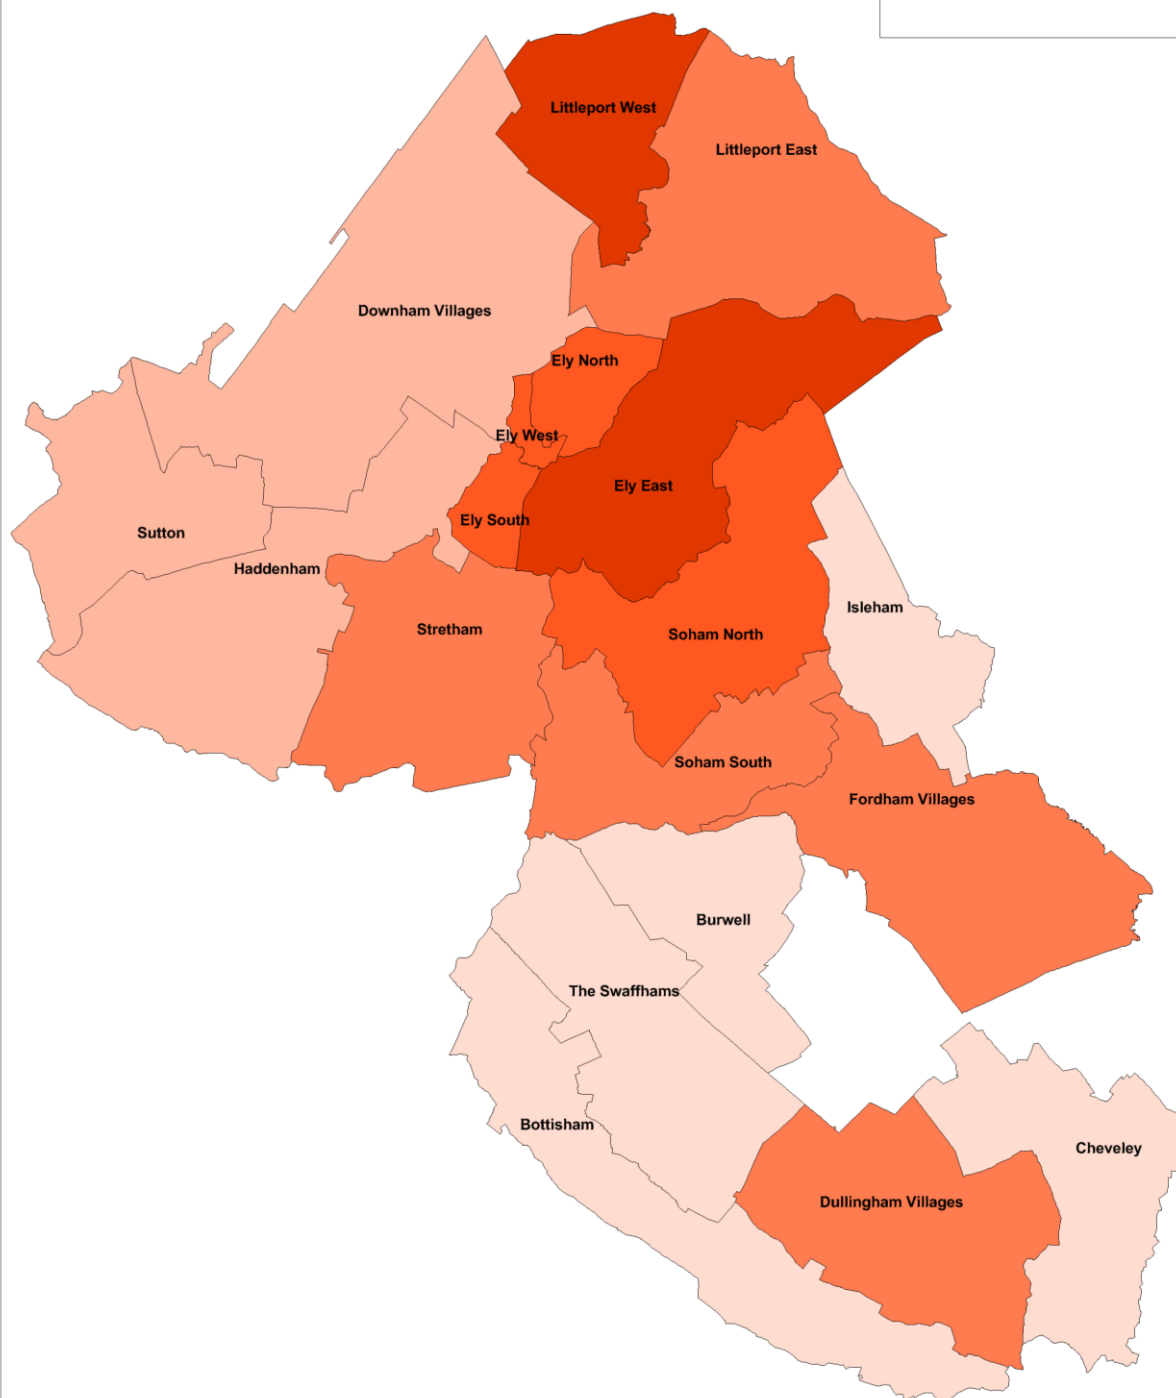 Littleport West
Littleport East
Downham Villages
Ely North
Ely West
Ely East
Ely South
Sutton
Haddenham
Isleham
Stretham
Soham North
Soham South
Fordham Villages
Burwell
The Swaffhams
Bottisham
Cheveley
Dullingham Villages